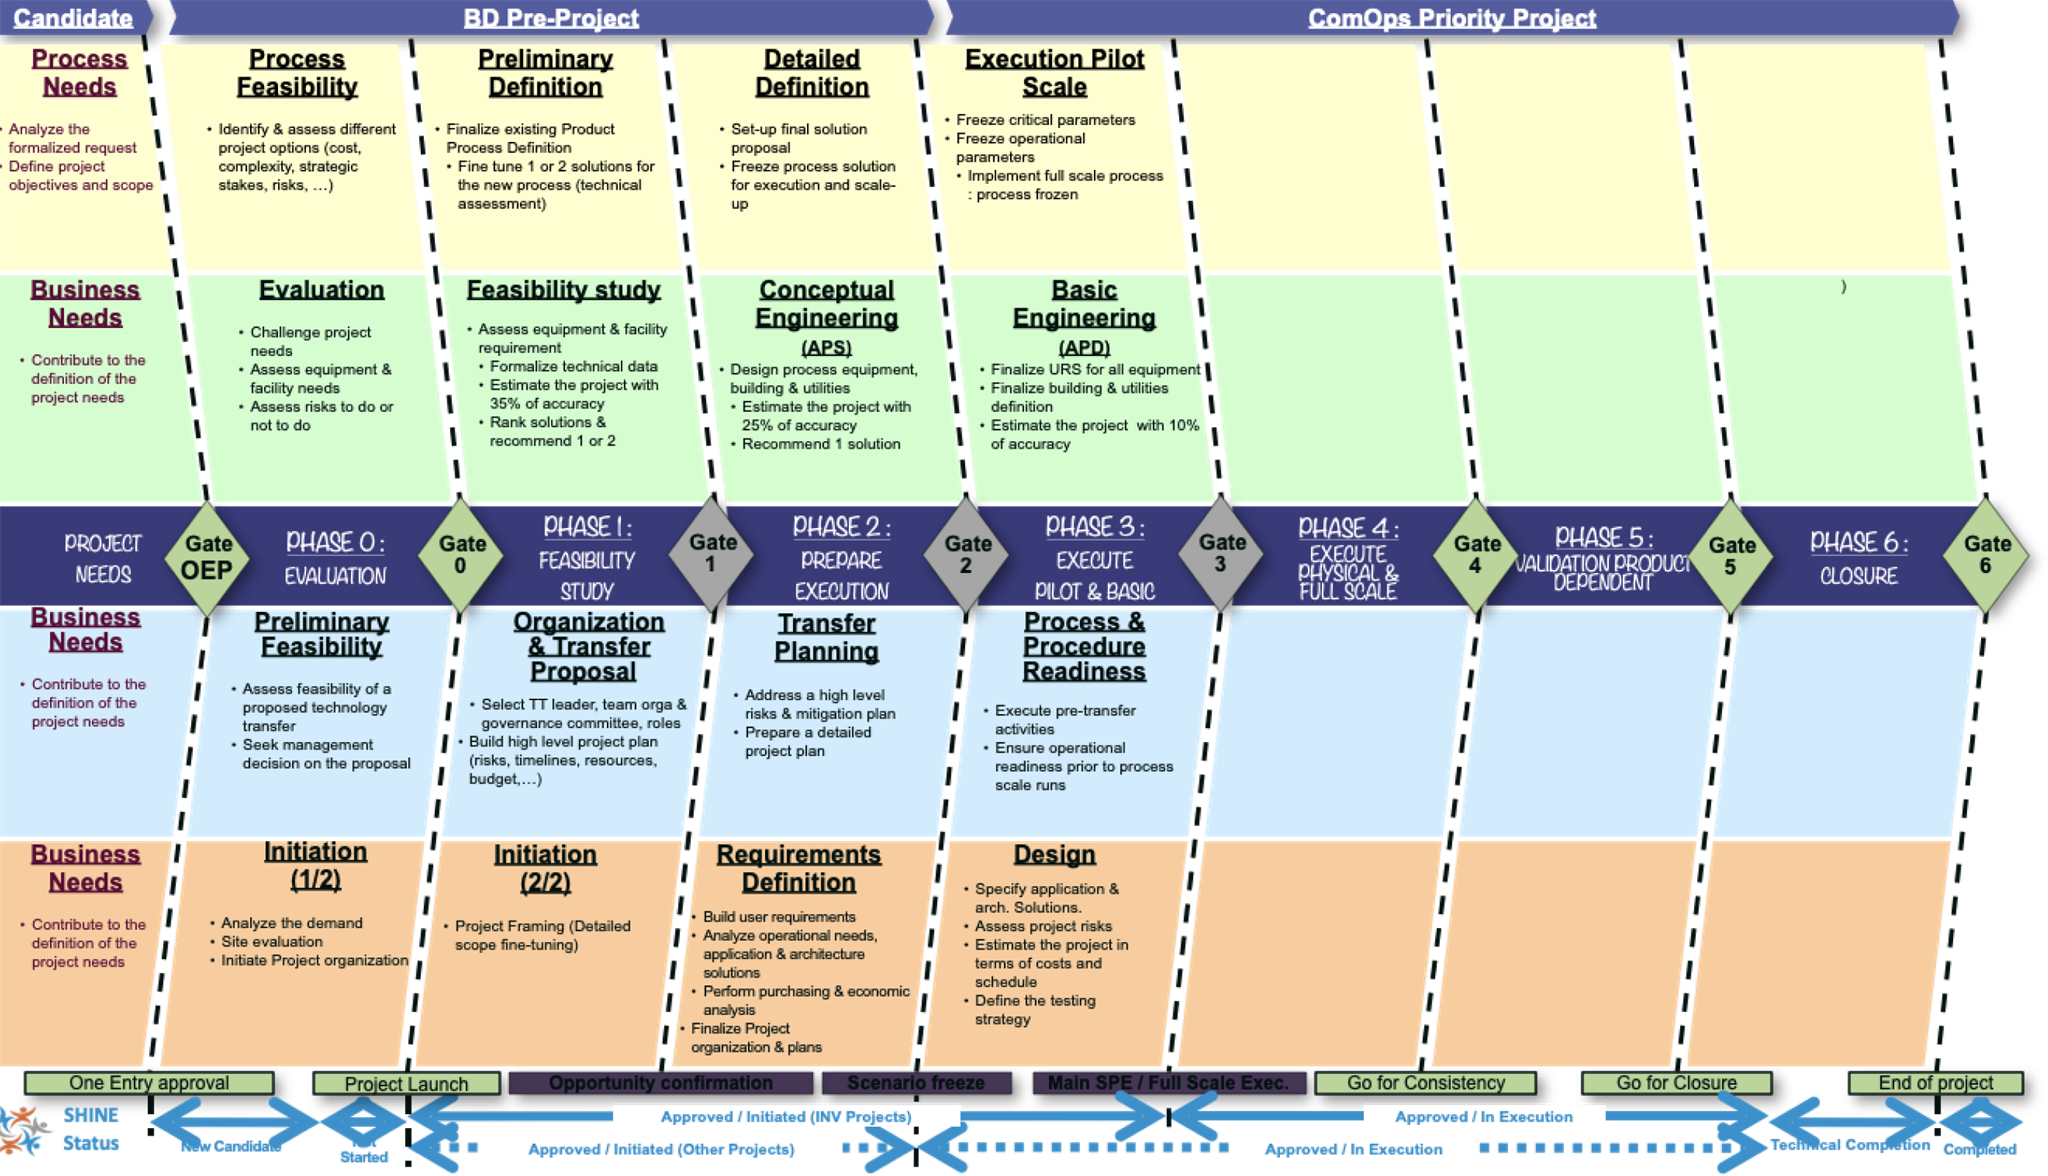 Candidate
BD Pre-Project
ComOps Priority Project
Process
Needs
• Analyze the
formalized request
• Define project
objectives and scope
Process
Feasibility
• Identify & assess different
project options (cost,
complexity, strategic
stakes, risks, …)
Preliminary
Definition
• Finalize existing Product
Process Definition
• Fine tune 1 or 2 solutions for
the new process (technical
assessment)
Detailed
Definition
• Set-up final solution
proposal
• Freeze process solution
for execution and scale-
up
Execution Pilot
Scale
• Freeze critical parameters
• Freeze operational
parameters
• Implement full scale process
: process frozen
Business
Needs
• Contribute to the
definition of the
project needs
Evaluation
• Challenge project
needs
• Assess equipment &
facility needs
• Assess risks to do or
not to do
Feasibility study
• Assess equipment & facility
requirement
• Formalize technical data
• Estimate the project with
35% of accuracy
• Rank solutions &
recommend 1 or 2
Conceptual
Engineering
(APS)
• Design process equipment,
building & utilities
• Estimate the project with
25% of accuracy
• Recommend 1 solution
Basic
Engineering
(APD)
• Finalize URS for all equipment
• Finalize building & utilities
definition
• Estimate the project with 10%
of accuracy
)
PROJECT
NEEDS
Gate
OEP
PHASE 0:
EVALUATION
Gate
0
PHASE 1:
FEASIBILITY
STUDY
Gate
1
PHASE 2:
PREPARE
EXECUTION
Gate
2
PHASE 3:
EXECUTE
PILOT & BASIC
Gate
3
PHASE 4:
EXECUTE
PHYSICAL &
FULL SCALE
Gate
4
PHASE 5:
VALIDATION PRODUCT
DEPENDENT
Gate
5
PHASE 6:
CLOSURE
Gate
6
Business
Needs
• Contribute to the
definition of the
project needs
Preliminary
Feasibility
• Assess feasibility of a
proposed technology
transfer
• Seek management
decision on the proposal
Organization
& Transfer
Proposal
• Select TT leader, team orga &
governance committee, roles
• Build high level project plan
(risks, timelines, resources,
budget,…)
Transfer
Planning
• Address a high level
risks & mitigation plan
• Prepare a detailed
project plan
Process &
Procedure
Readiness
• Execute pre-transfer
activities
• Ensure operational
readiness prior to process
scale runs
Business
Needs
• Contribute to the
definition of the
project needs
Initiation
(1/2)
• Analyze the demand
• Site evaluation
• Initiate Project organization
Initiation
(2/2)
• Project Framing (Detailed
scope fine-tuning)
Requirements
Definition
• Build user requirements
• Analyze operational needs,
application & architecture
solutions
• Perform purchasing & economic
analysis
• Finalize Project
organization & plans
Design
• Specify application &
arch. Solutions.
• Assess project risks
• Estimate the project in
terms of costs and
schedule
• Define the testing
strategy
One Entry approval
Project Launch
Opportunity confirmation
Scenario freeze
Main SPE / Full Scale Exec.
Go for Consistency
Go for Closure
End of project
SHINE
Status
New Candidate
Started
Approved / Initiated (INV Projects)
Approved / In Execution
Approved / Initiated (Other Projects)
Approved / In Execution
Technical Completion
Completed